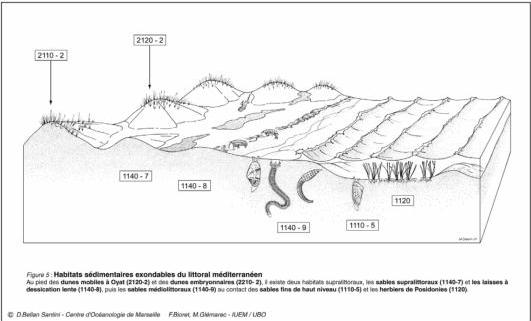 2120 - 2
2110 - 2
1140 - 7
1140 - 8
1120
1140 - 9
1110 - 5
Figure 5 : Habitats sédimentaires exondables du littoral méditerranéen
Au pied des dunes mobiles à Oyat (2120-2) et des dunes embryonnaires (2210- 2), il existe deux habitats supralittoraux, les sables supralittoraux (1140-7) et les laisses à
dessication lente (1140-8), puis les sables médiolittoraux (1140-9) au contact des sables fins de haut niveau (1110-5) et les herbiers de Posidonies (1120).
© D.Bellan Santini - Centre d'Océanologie de Marseille F.Bioret, M.Glémarec - IUEM / UBO